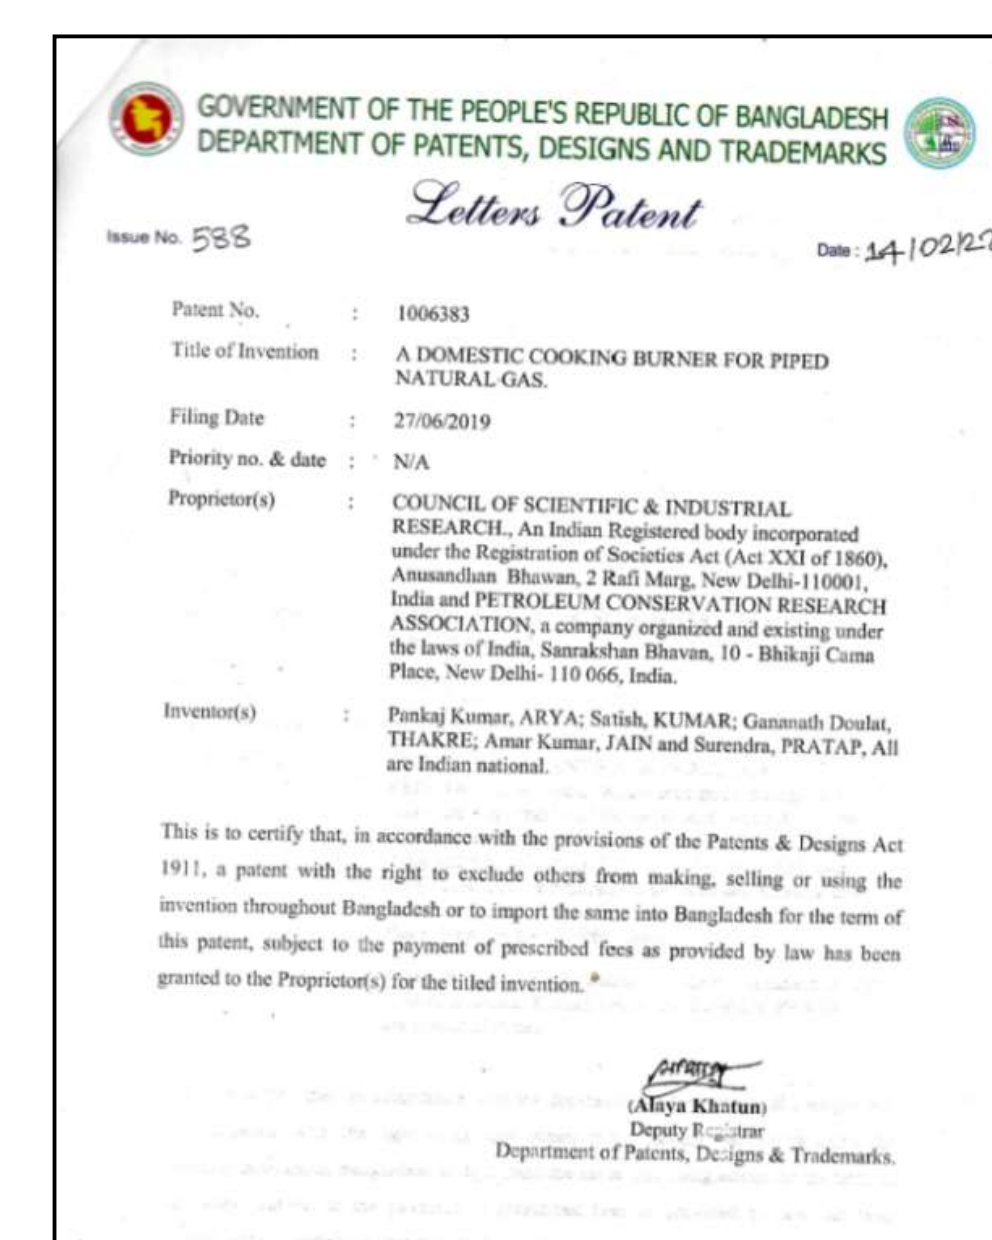 GOVERNMENT OF THE PEOPLE'S REPUBLIC OF BANGLADESH
DEPARTMENT OF PATENTS, DESIGNS AND TRADEMARKS
Letters Patent
Issue No. 588
Date : 14/02/22
Patent No. : 1006383
Title of Invention : A DOMESTIC COOKING BURNER FOR PIPED
NATURAL GAS.
Filing Date : 27/06/2019
Priority no. & date : N/A
Proprietor(s) : COUNCIL OF SCIENTIFIC & INDUSTRIAL
RESEARCH., An Indian Registered body incorporated
under the Registration of Societies Act (Act XXI of 1860),
Anusandhan Bhawan, 2 Rafi Marg, New Delhi-110001,
India and PETROLEUM CONSERVATION RESEARCH
ASSOCIATION, a company organized and existing under
the laws of India, Sanrakshan Bhavan, 10 - Bhikaji Cama
Place, New Delhi- 110 066, India.
Inventor(s) : Pankaj Kumar, ARYA; Satish, KUMAR; Gananath Doulat,
THAKRE; Amar Kumar, JAIN and Surendra, PRATAP, All
are Indian national.
This is to certify that, in accordance with the provisions of the Patents & Designs Act
1911, a patent with the right to exclude others from making, selling or using the
invention throughout Bangladesh or to import the same into Bangladesh for the term of
this patent, subject to the payment of prescribed fees as provided by law has been
granted to the Proprietor(s) for the titled invention.
(Alaya Khatun)
Deputy Registrar
Department of Patents, Designs & Trademarks.